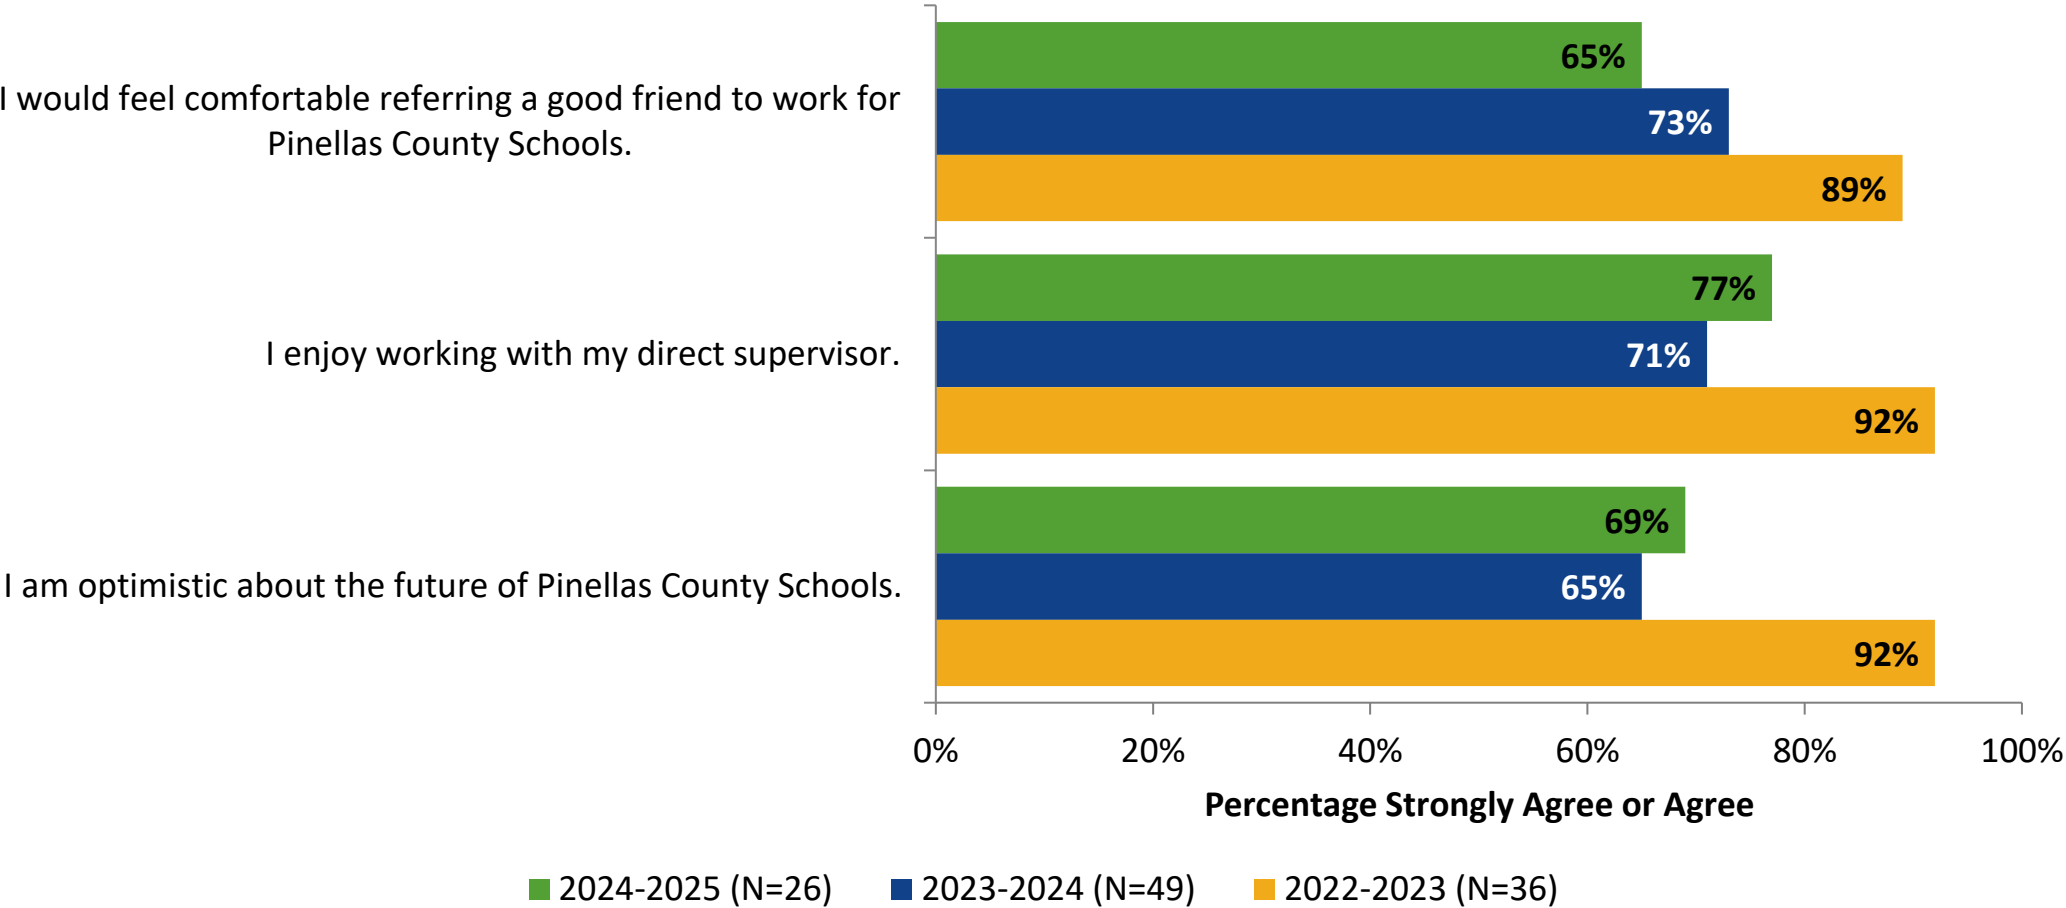 I would feel comfortable referring a good friend to work for
Pinellas County Schools.
65%
73%
89%
I enjoy working with my direct supervisor.
77%
71%
92%
I am optimistic about the future of Pinellas County Schools.
69%
65%
92%
0% 20% 40% 60% 80% 100%
Percentage Strongly Agree or Agree
2024-2025 (N=26) 2023-2024 (N=49) 2022-2023 (N=36)